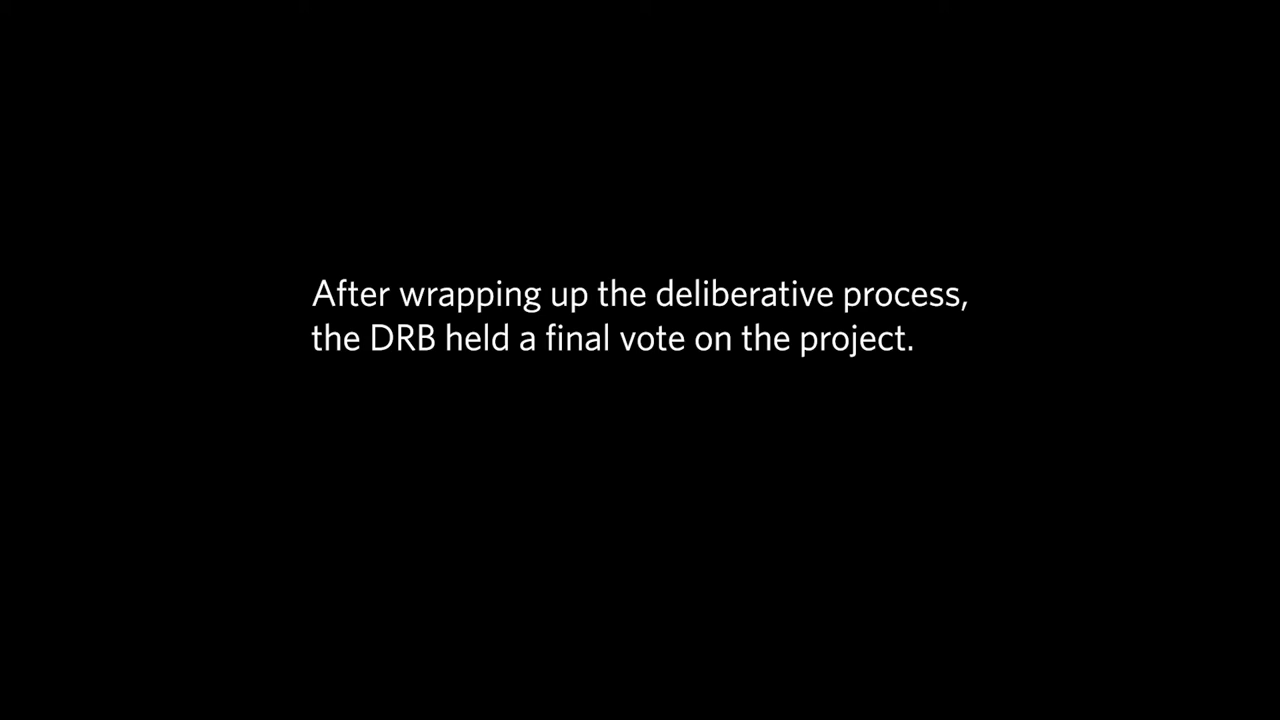 After wrapping up the deliberative process,
the DRB held a final vote on the project.